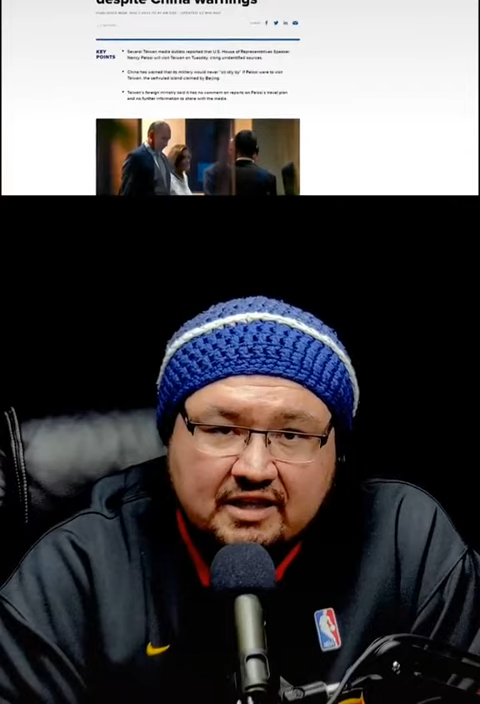 despite China warnings
KEY
POINTS
Several Taiwan media outlets reported that U.S. House of Representatives Speaker
Nancy Pelosi will visit Taiwan on Tuesday, citing unidentified sources.
China has warned that its military would never "sit idly by" if Pelosi were to visit
Taiwan, the self-ruled island claimed by Beijing.
Taiwan's foreign ministry said it has no comment on reports on Pelosi's travel plan
and no further information to share with the media.